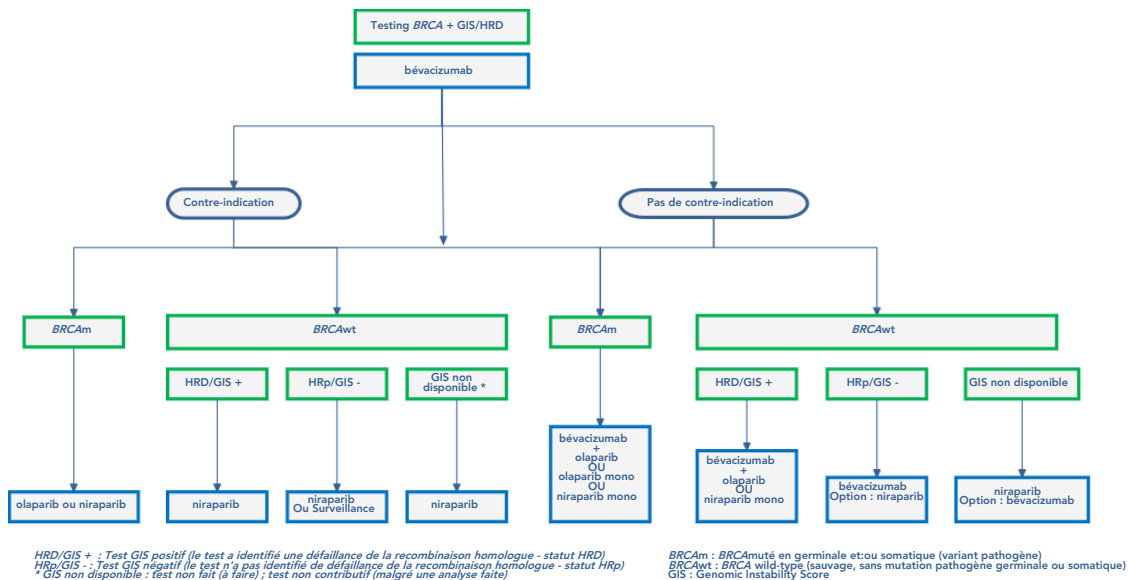 Testing BRCA + GIS/HRD
bévacizumab
Contre-indication
Pas de contre-indication
BRCAm
BRCAwt
BRCAm
BRCAwt
HRD/GIS +
HRp/GIS -
GIS non
disponible *
HRD/GIS +
HRp/GIS -
GIS non disponible
olaparib ou niraparib
niraparib
niraparib
Ou Surveillance
niraparib
bévacizumab
+
olaparib
OU
olaparib mono
OU
niraparib mono
bévacizumab
+
olaparib
OU
niraparib mono
bévacizumab
Option : niraparib
niraparib
Option : bévacizumab
HRD/GIS + : Test GIS positif (le test a identifié une défaillance de la recombinaison homologue - statut HRD)
HRp/GIS - : Test GIS négatif (le test n'a pas identifié de défaillance de la recombinaison homologue - statut HRp)
* GIS non disponible : test non fait (à faire) ; test non contributif (malgré une analyse faite)
BRCAm : BRCAmuté en germinale et:ou somatique (variant pathogène)
BRCAwt : BRCA wild-type (sauvage, sans mutation pathogène germinale ou somatique)
GIS : Genomic Instability Score